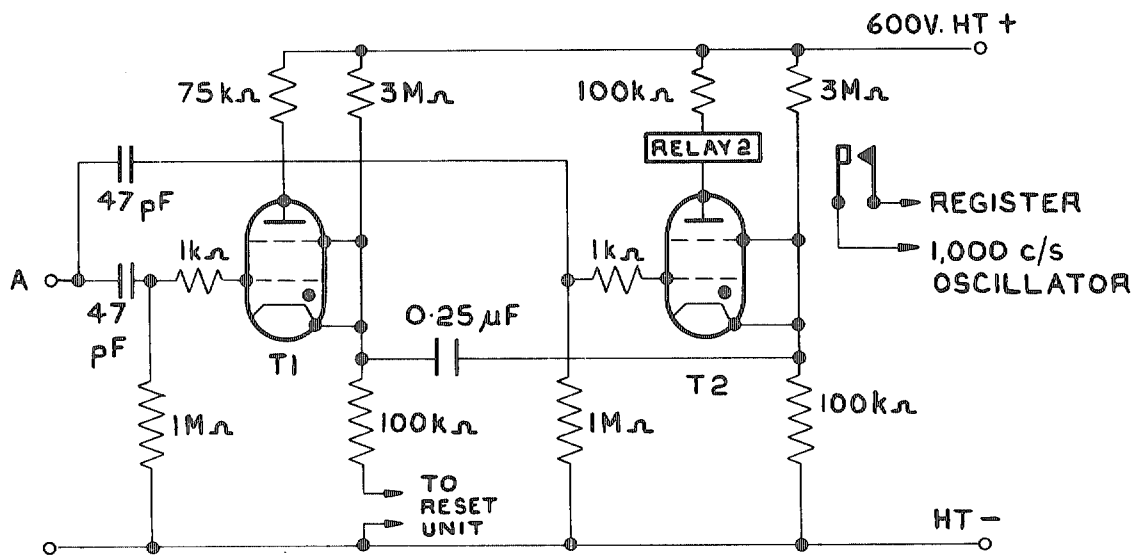 600V. HT +
75kΩ
3MΩ
100kΩ
3MΩ
RELAY 2
47 pF
REGISTER
1kΩ
1kΩ
1,000 c/s
OSCILLATOR
A
47
pF
0·25 μF
T1
T2
1MΩ
100kΩ
1MΩ
100kΩ
TO
RESET
UNIT
HT −